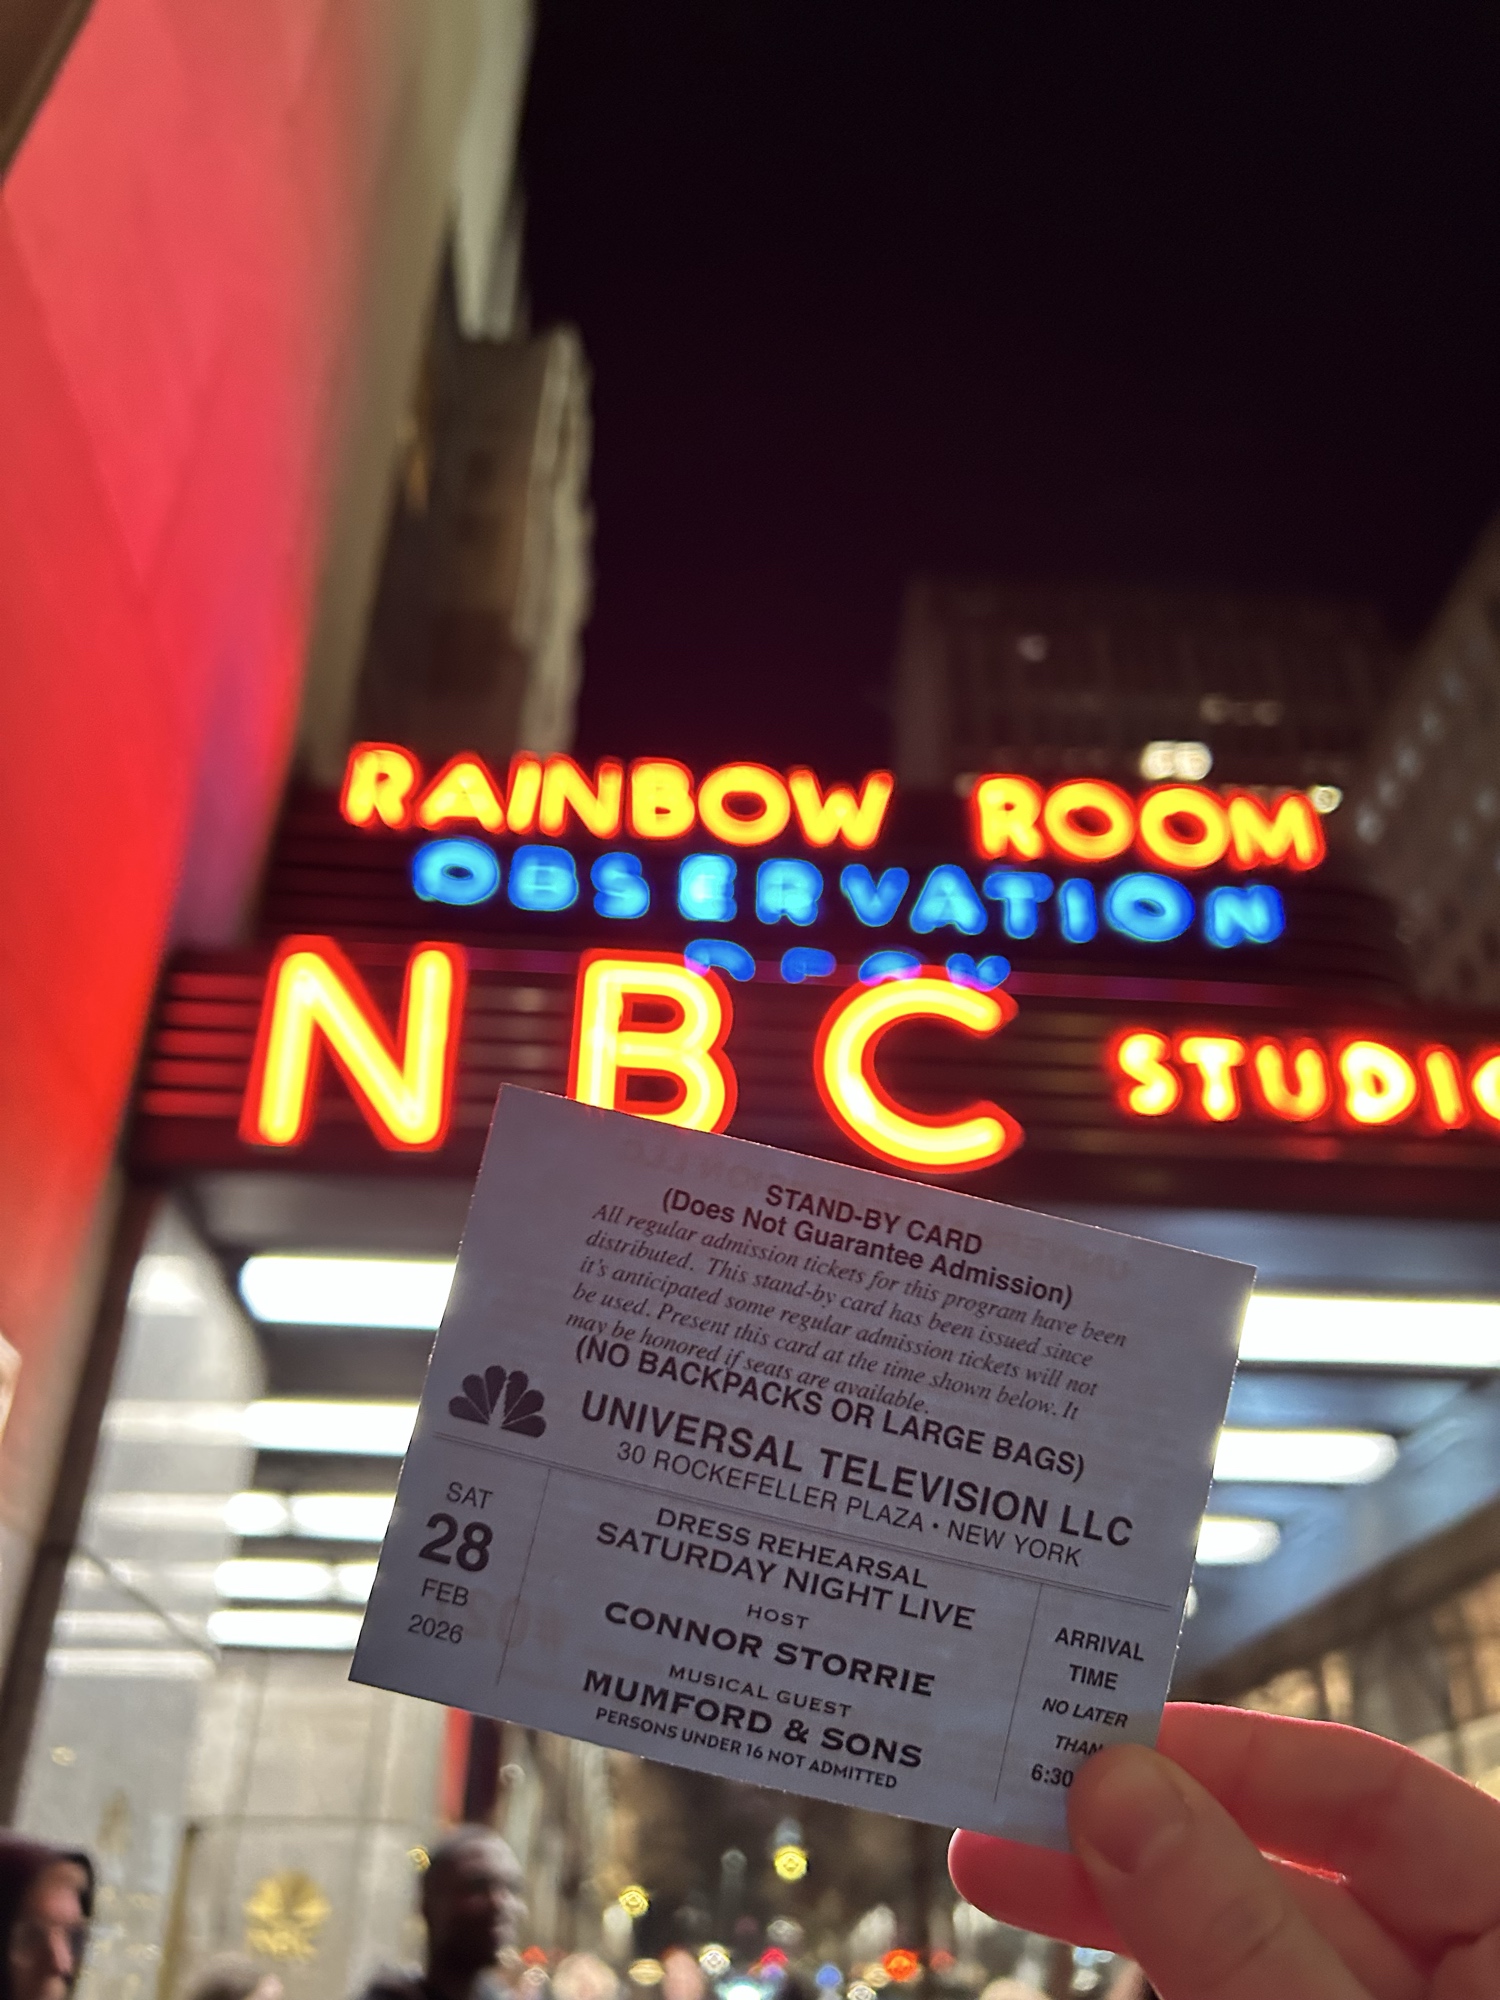 RAINBOW ROOM
OBSERVATION
DECK
NBC STUDIO
STAND-BY CARD
(Does Not Guarantee Admission)
All regular admission tickets for this program have been
distributed. This stand-by card has been issued since
it's anticipated some regular admission tickets will not
be used. Present this card at the time shown below. It
may be honored if seats are available.
(NO BACKPACKS OR LARGE BAGS)
UNIVERSAL TELEVISION LLC
30 ROCKEFELLER PLAZA • NEW YORK
SAT
28
FEB
2026
DRESS REHEARSAL
SATURDAY NIGHT LIVE
HOST
CONNOR STORRIE
MUSICAL GUEST
MUMFORD & SONS
PERSONS UNDER 16 NOT ADMITTED
ARRIVAL
TIME
NO LATER
THAN
6:30